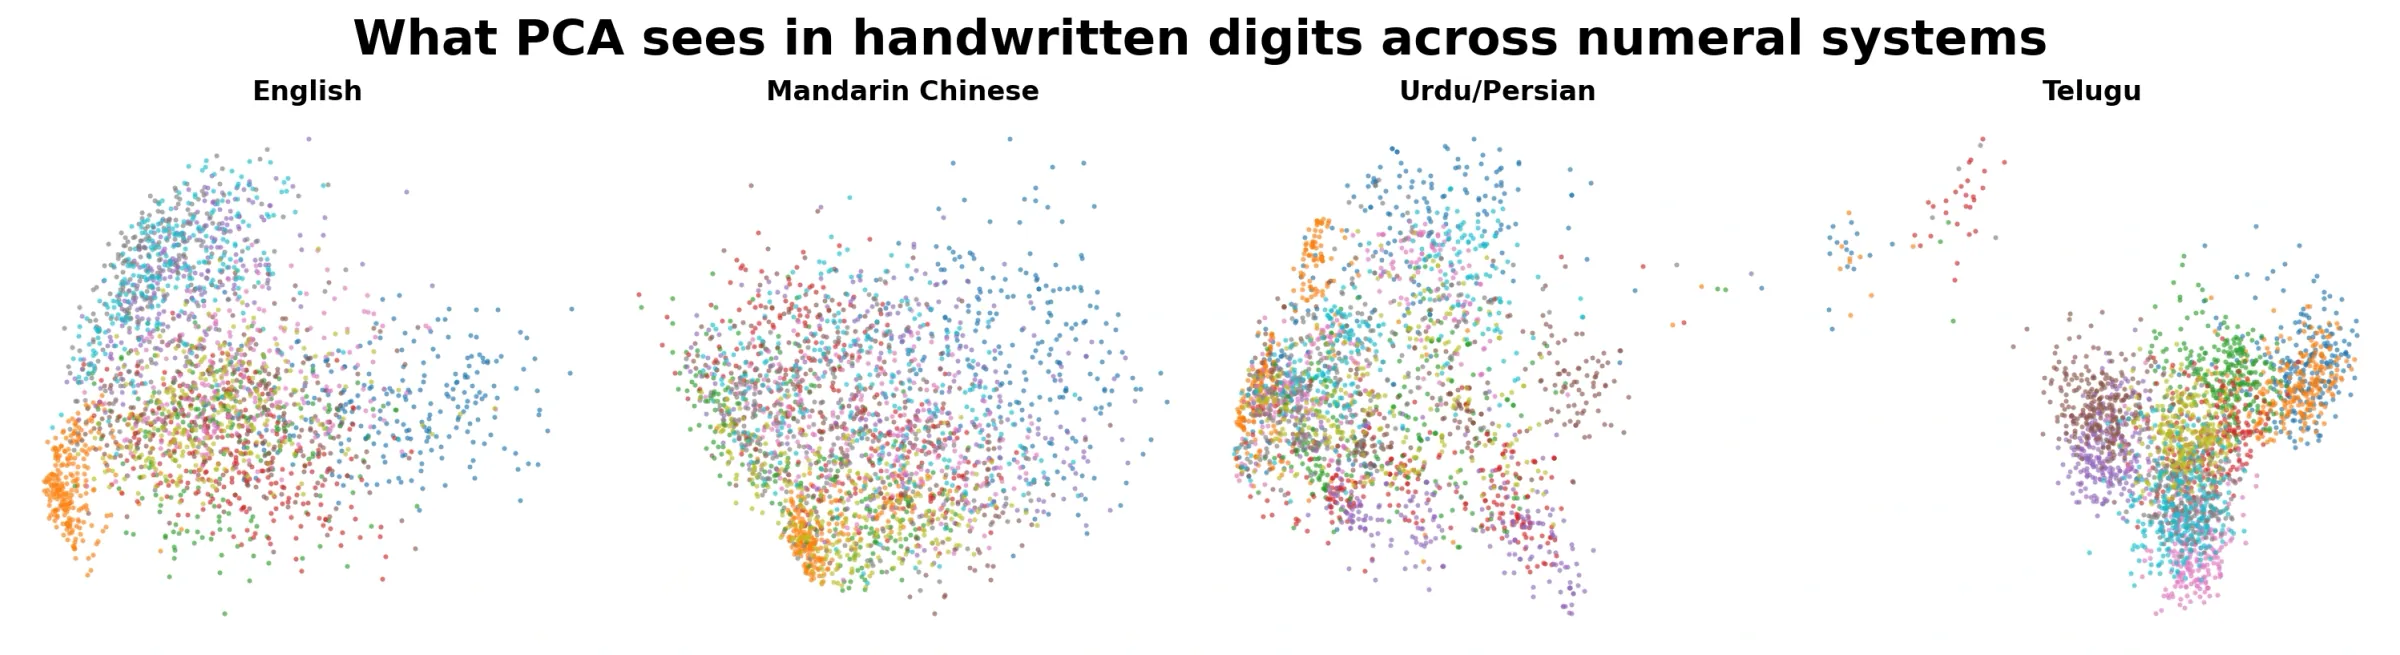 What PCA sees in handwritten digits across numeral systems
English
Mandarin Chinese
Urdu/Persian
Telugu